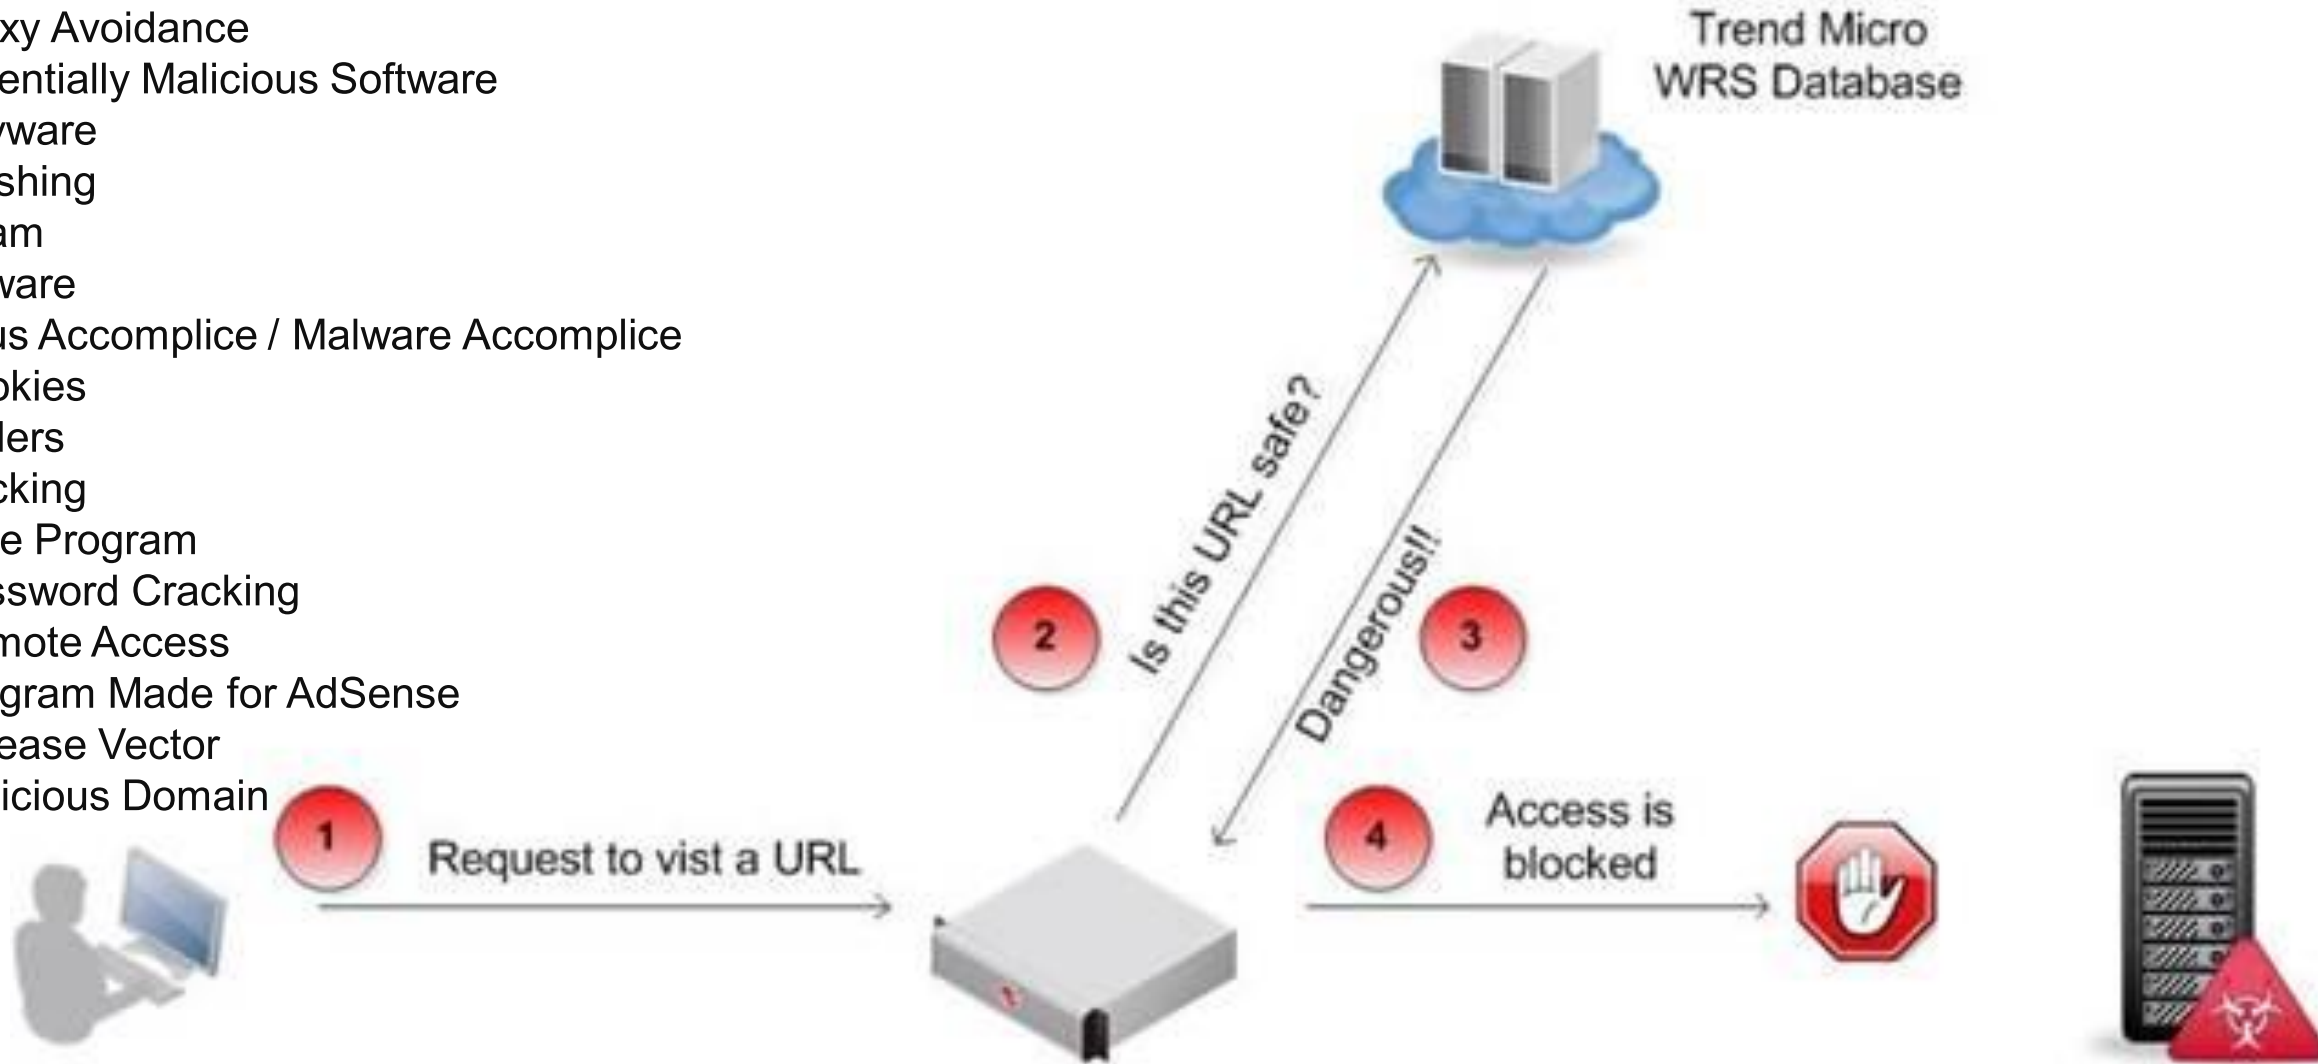 xy Avoidance
entially Malicious Software
ware
shing
am
ware
us Accomplice / Malware Accomplice
okies
lers
cking
e Program
ssword Cracking
mote Access
gram Made for AdSense
ease Vector
icious Domain
Trend Micro
WRS Database
Is this URL safe?
2
Dangerous!!
3
1
Request to vist a URL
4
Access is
blocked